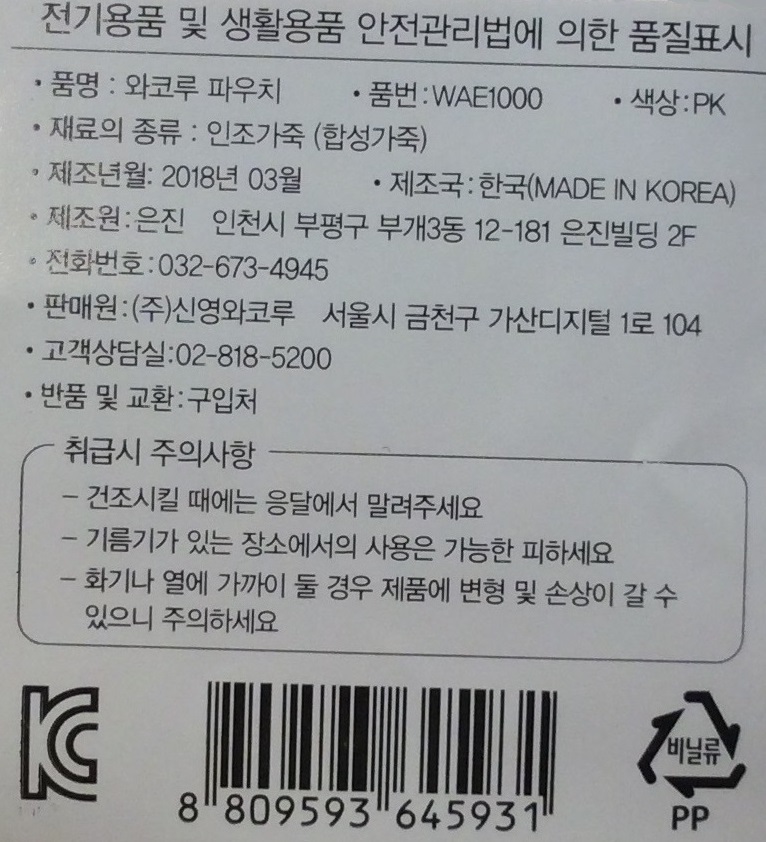 전기용품 및 생활용품 안전관리법에 의한 품질표시
• 품명 : 와코루 파우치 • 품번:WAE1000 • 색상:PK
• 재료의 종류 : 인조가죽 (합성가죽)
• 제조년월: 2018년 03월 • 제조국:한국(MADE IN KOREA)
• 제조원:은진 인천시 부평구 부개3동 12-181 은진빌딩 2F
• 전화번호:032-673-4945
• 판매원:(주)신영와코루 서울시 금천구 가산디지털 1로 104
• 고객상담실:02-818-5200
• 반품 및 교환:구입처
취급시 주의사항
- 건조시킬 때에는 응달에서 말려주세요
- 기름기가 있는 장소에서의 사용은 가능한 피하세요
- 화기나 열에 가까이 둘 경우 제품에 변형 및 손상이 갈 수
있으니 주의하세요
KC
비닐류
PP
8 809593 645931